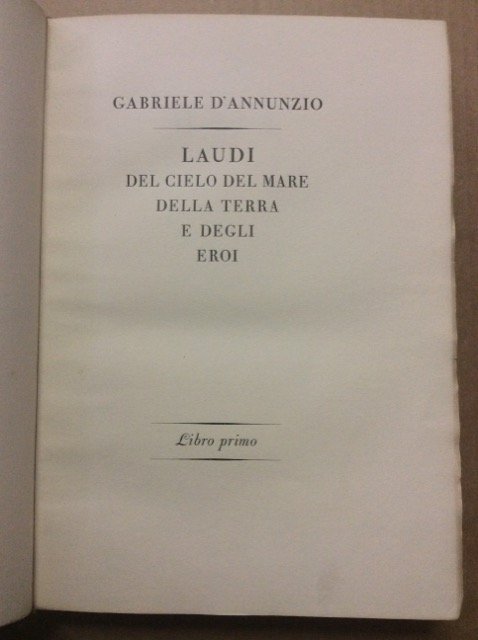 GABRIELE D'ANNUNZIO
LAUDI
DEL CIELO DEL MARE
DELLA TERRA
E DEGLI
EROI
Libro primo